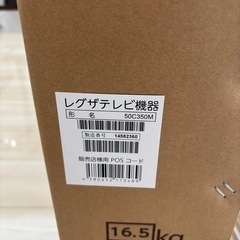 レグザテレビ機器
形 名 50C350M
製造番号 14582360
販売店様用 POS コード
16.5kg